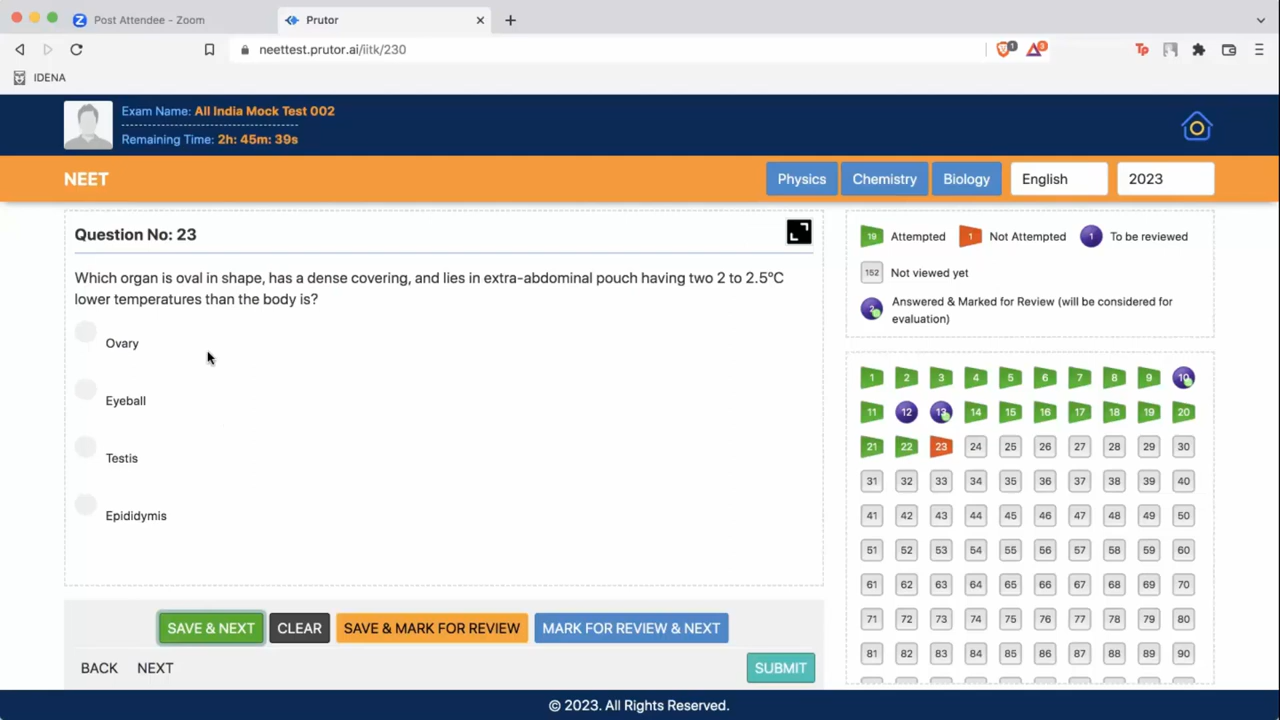 Post Attendee - Zoom
Prutor
neettest.prutor.ai/iitk/230
1
3
Tp
IDENA
Exam Name: All India Mock Test 002
Remaining Time: 2h: 45m: 39s
NEET
Physics
Chemistry
Biology
English
2023
Question No: 23
Which organ is oval in shape, has a dense covering, and lies in extra-abdominal pouch having two 2 to 2.5°C
lower temperatures than the body is?
Ovary
Eyeball
Testis
Epididymis
SAVE & NEXT
CLEAR
SAVE & MARK FOR REVIEW
MARK FOR REVIEW & NEXT
BACK
NEXT
SUBMIT
19 Attempted
1 Not Attempted
1 To be reviewed
152 Not viewed yet
2 Answered & Marked for Review (will be considered for
evaluation)
1 2 3 4 5 6 7 8 9 10
11 12 13 14 15 16 17 18 19 20
21 22 23 24 25 26 27 28 29 30
31 32 33 34 35 36 37 38 39 40
41 42 43 44 45 46 47 48 49 50
51 52 53 54 55 56 57 58 59 60
61 62 63 64 65 66 67 68 69 70
71 72 73 74 75 76 77 78 79 80
81 82 83 84 85 86 87 88 89 90
© 2023. All Rights Reserved.